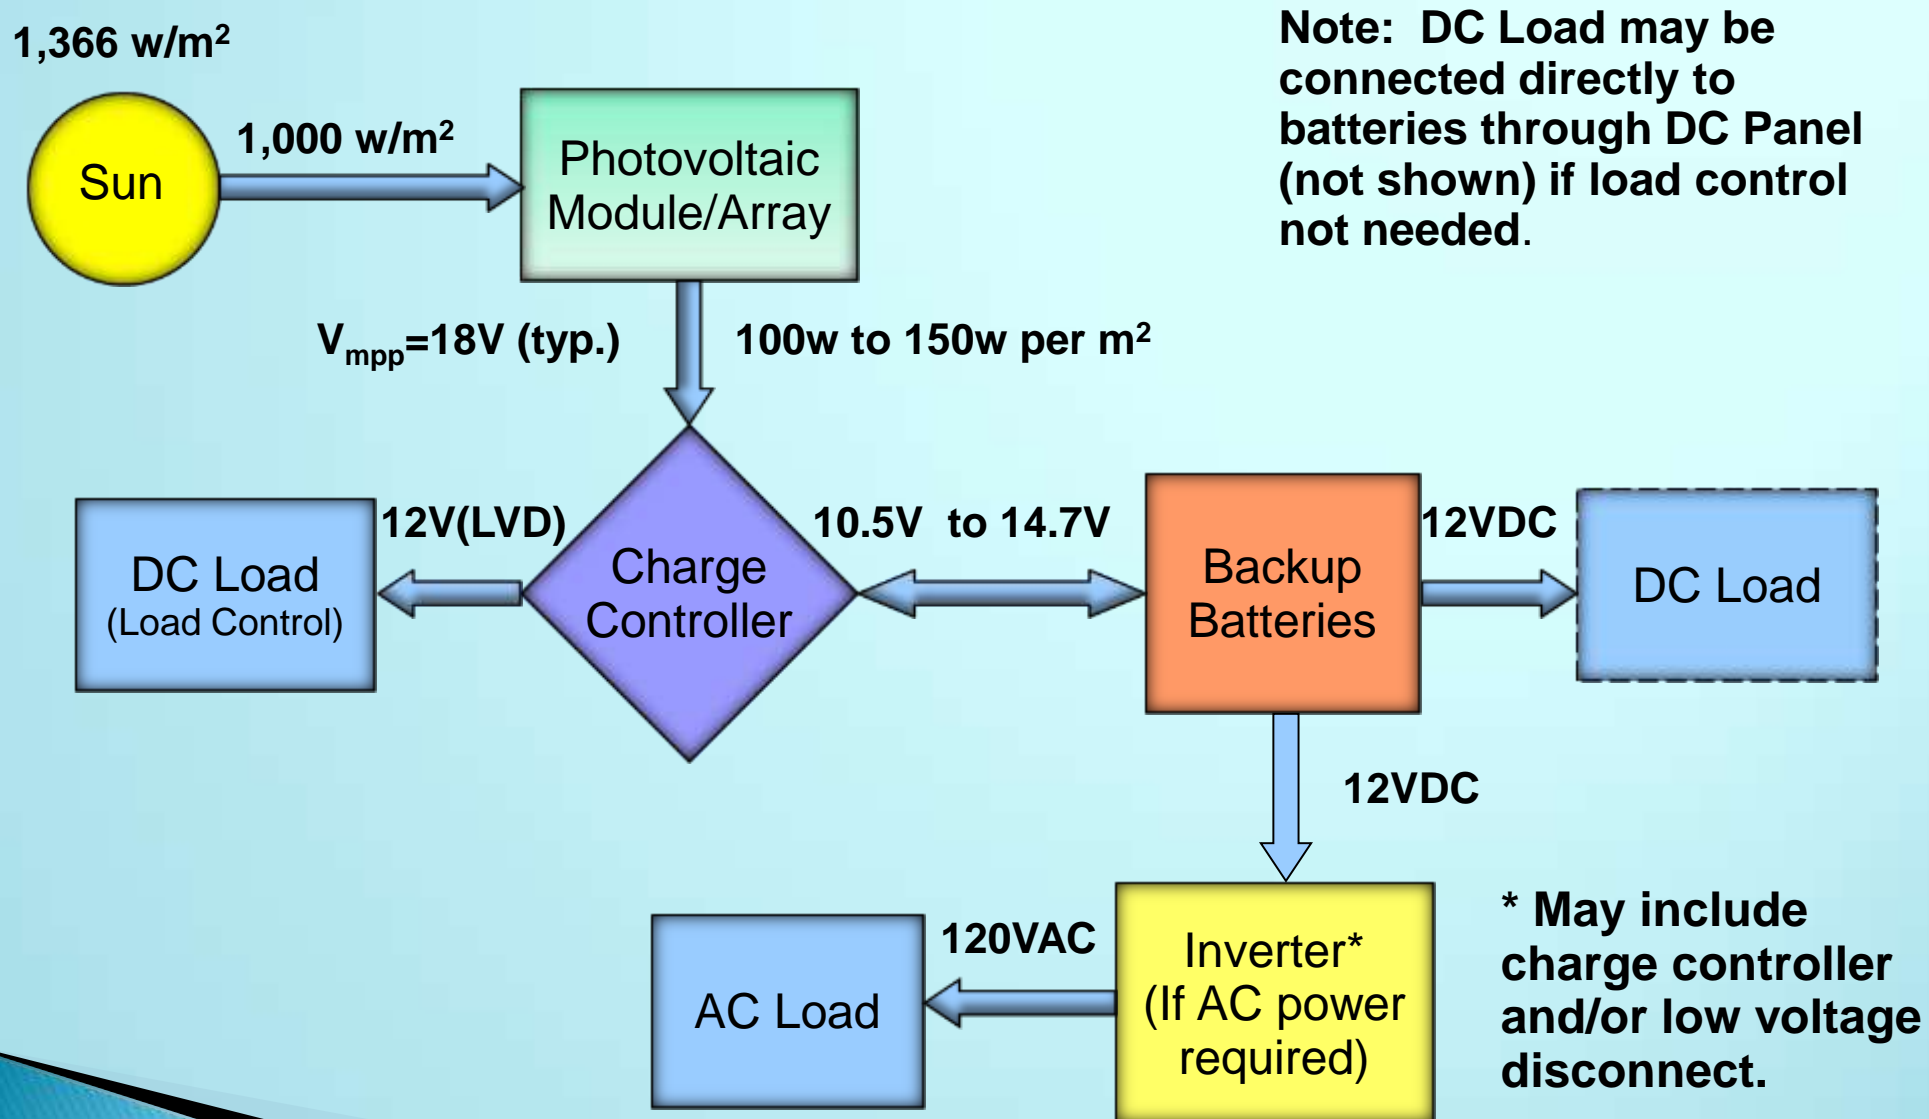 1,366 w/m²
Note: DC Load may be
connected directly to
batteries through DC Panel
(not shown) if load control
not needed.
Sun
1,000 w/m²
Photovoltaic
Module/Array
Vmpp=18V (typ.)
100w to 150w per m²
DC Load
(Load Control)
12V(LVD)
Charge
Controller
10.5V to 14.7V
Backup
Batteries
12VDC
DC Load
12VDC
AC Load
120VAC
Inverter*
(If AC power
required)
* May include
charge controller
and/or low voltage
disconnect.